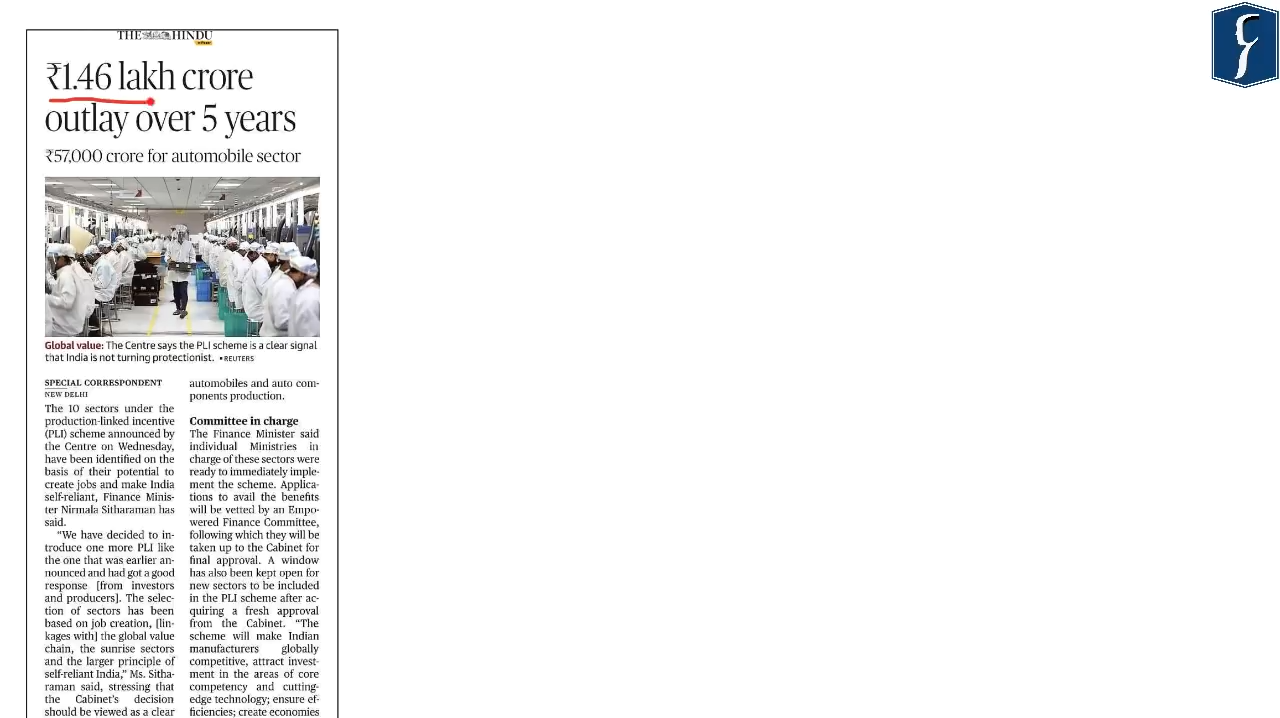 THE HINDU
₹1.46 lakh crore
outlay over 5 years
₹57,000 crore for automobile sector
Global value: The Centre says the PLI scheme is a clear signal
that India is not turning protectionist. ▪ REUTERS
SPECIAL CORRESPONDENT
NEW DELHI
The 10 sectors under the
production-linked incentive
(PLI) scheme announced by
the Centre on Wednesday,
have been identified on the
basis of their potential to
create jobs and make India
self-reliant, Finance Minis-
ter Nirmala Sitharaman has
said.
“We have decided to in-
troduce one more PLI like
the one that was earlier an-
nounced and had got a good
response [from investors
and producers]. The selec-
tion of sectors has been
based on job creation, [lin-
kages with] the global value
chain, the sunrise sectors
and the larger principle of
self-reliant India,” Ms. Sitha-
raman said, stressing that
the Cabinet’s decision
should be viewed as a clear
automobiles and auto com-
ponents production.
Committee in charge
The Finance Minister said
individual Ministries in
charge of these sectors were
ready to immediately imple-
ment the scheme. Applica-
tions to avail the benefits
will be vetted by an Empo-
wered Finance Committee,
following which they will be
taken up to the Cabinet for
final approval. A window
has also been kept open for
new sectors to be included
in the PLI scheme after ac-
quiring a fresh approval
from the Cabinet. “The
scheme will make Indian
manufacturers globally
competitive, attract invest-
ment in the areas of core
competency and cutting-
edge technology; ensure ef-
ficiencies; create economies